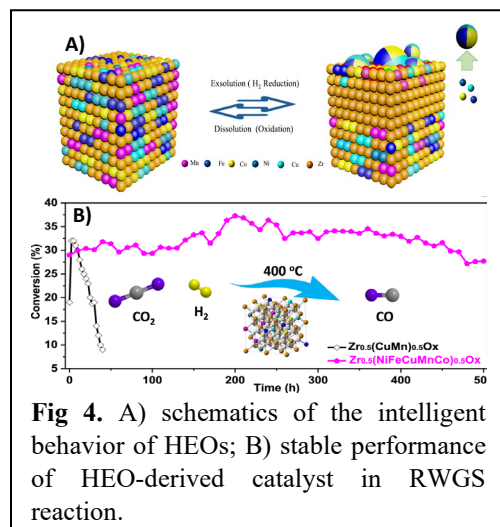 A)
Exsolution ( H₂ Reduction)
Dissolution (Oxidation)
Mn Fe Co Ni Cu Zr
B)
40
35
30
25
20
15
10
5
0
Conversion (%)
400 °C
CO₂
H₂
CO
Zr0.5(CuMn)0.5Ox
Zr0.5(NiFeCuMnCo)0.5Ox
0 100 200 300 400 500
Time (h)
Fig 4. A) schematics of the intelligent
behavior of HEOs; B) stable performance
of HEO-derived catalyst in RWGS
reaction.